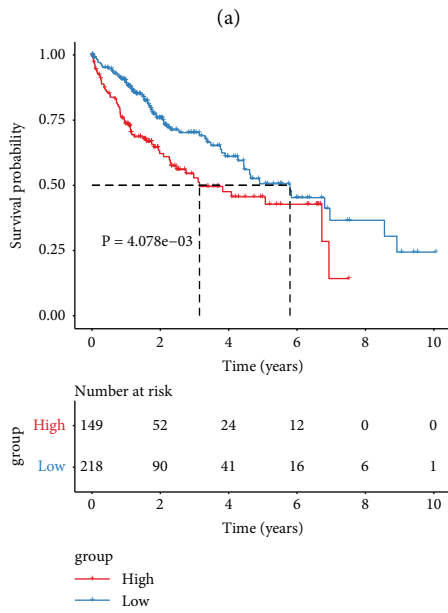 (a)
1.00
0.75
0.50
0.25
0.00
Survival probability
P = 4.078e−03
0 2 4 6 8 10
Time (years)
Number at risk
group
High 149 52 24 12 0 0
Low 218 90 41 16 6 1
0 2 4 6 8 10
Time (years)
group
High
Low